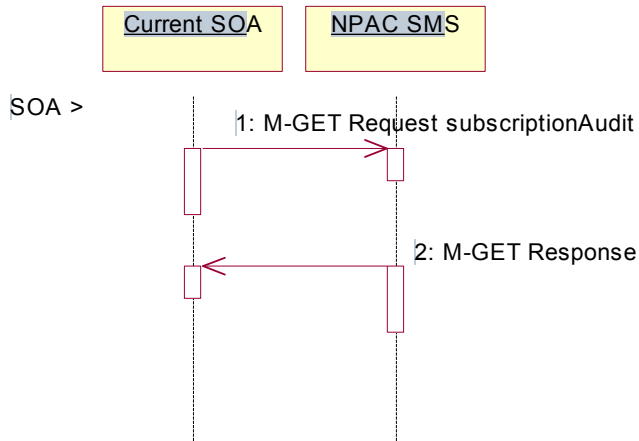 Current SOA
NPAC SMS
SOA >
1: M-GET Request subscriptionAudit
2: M-GET Response